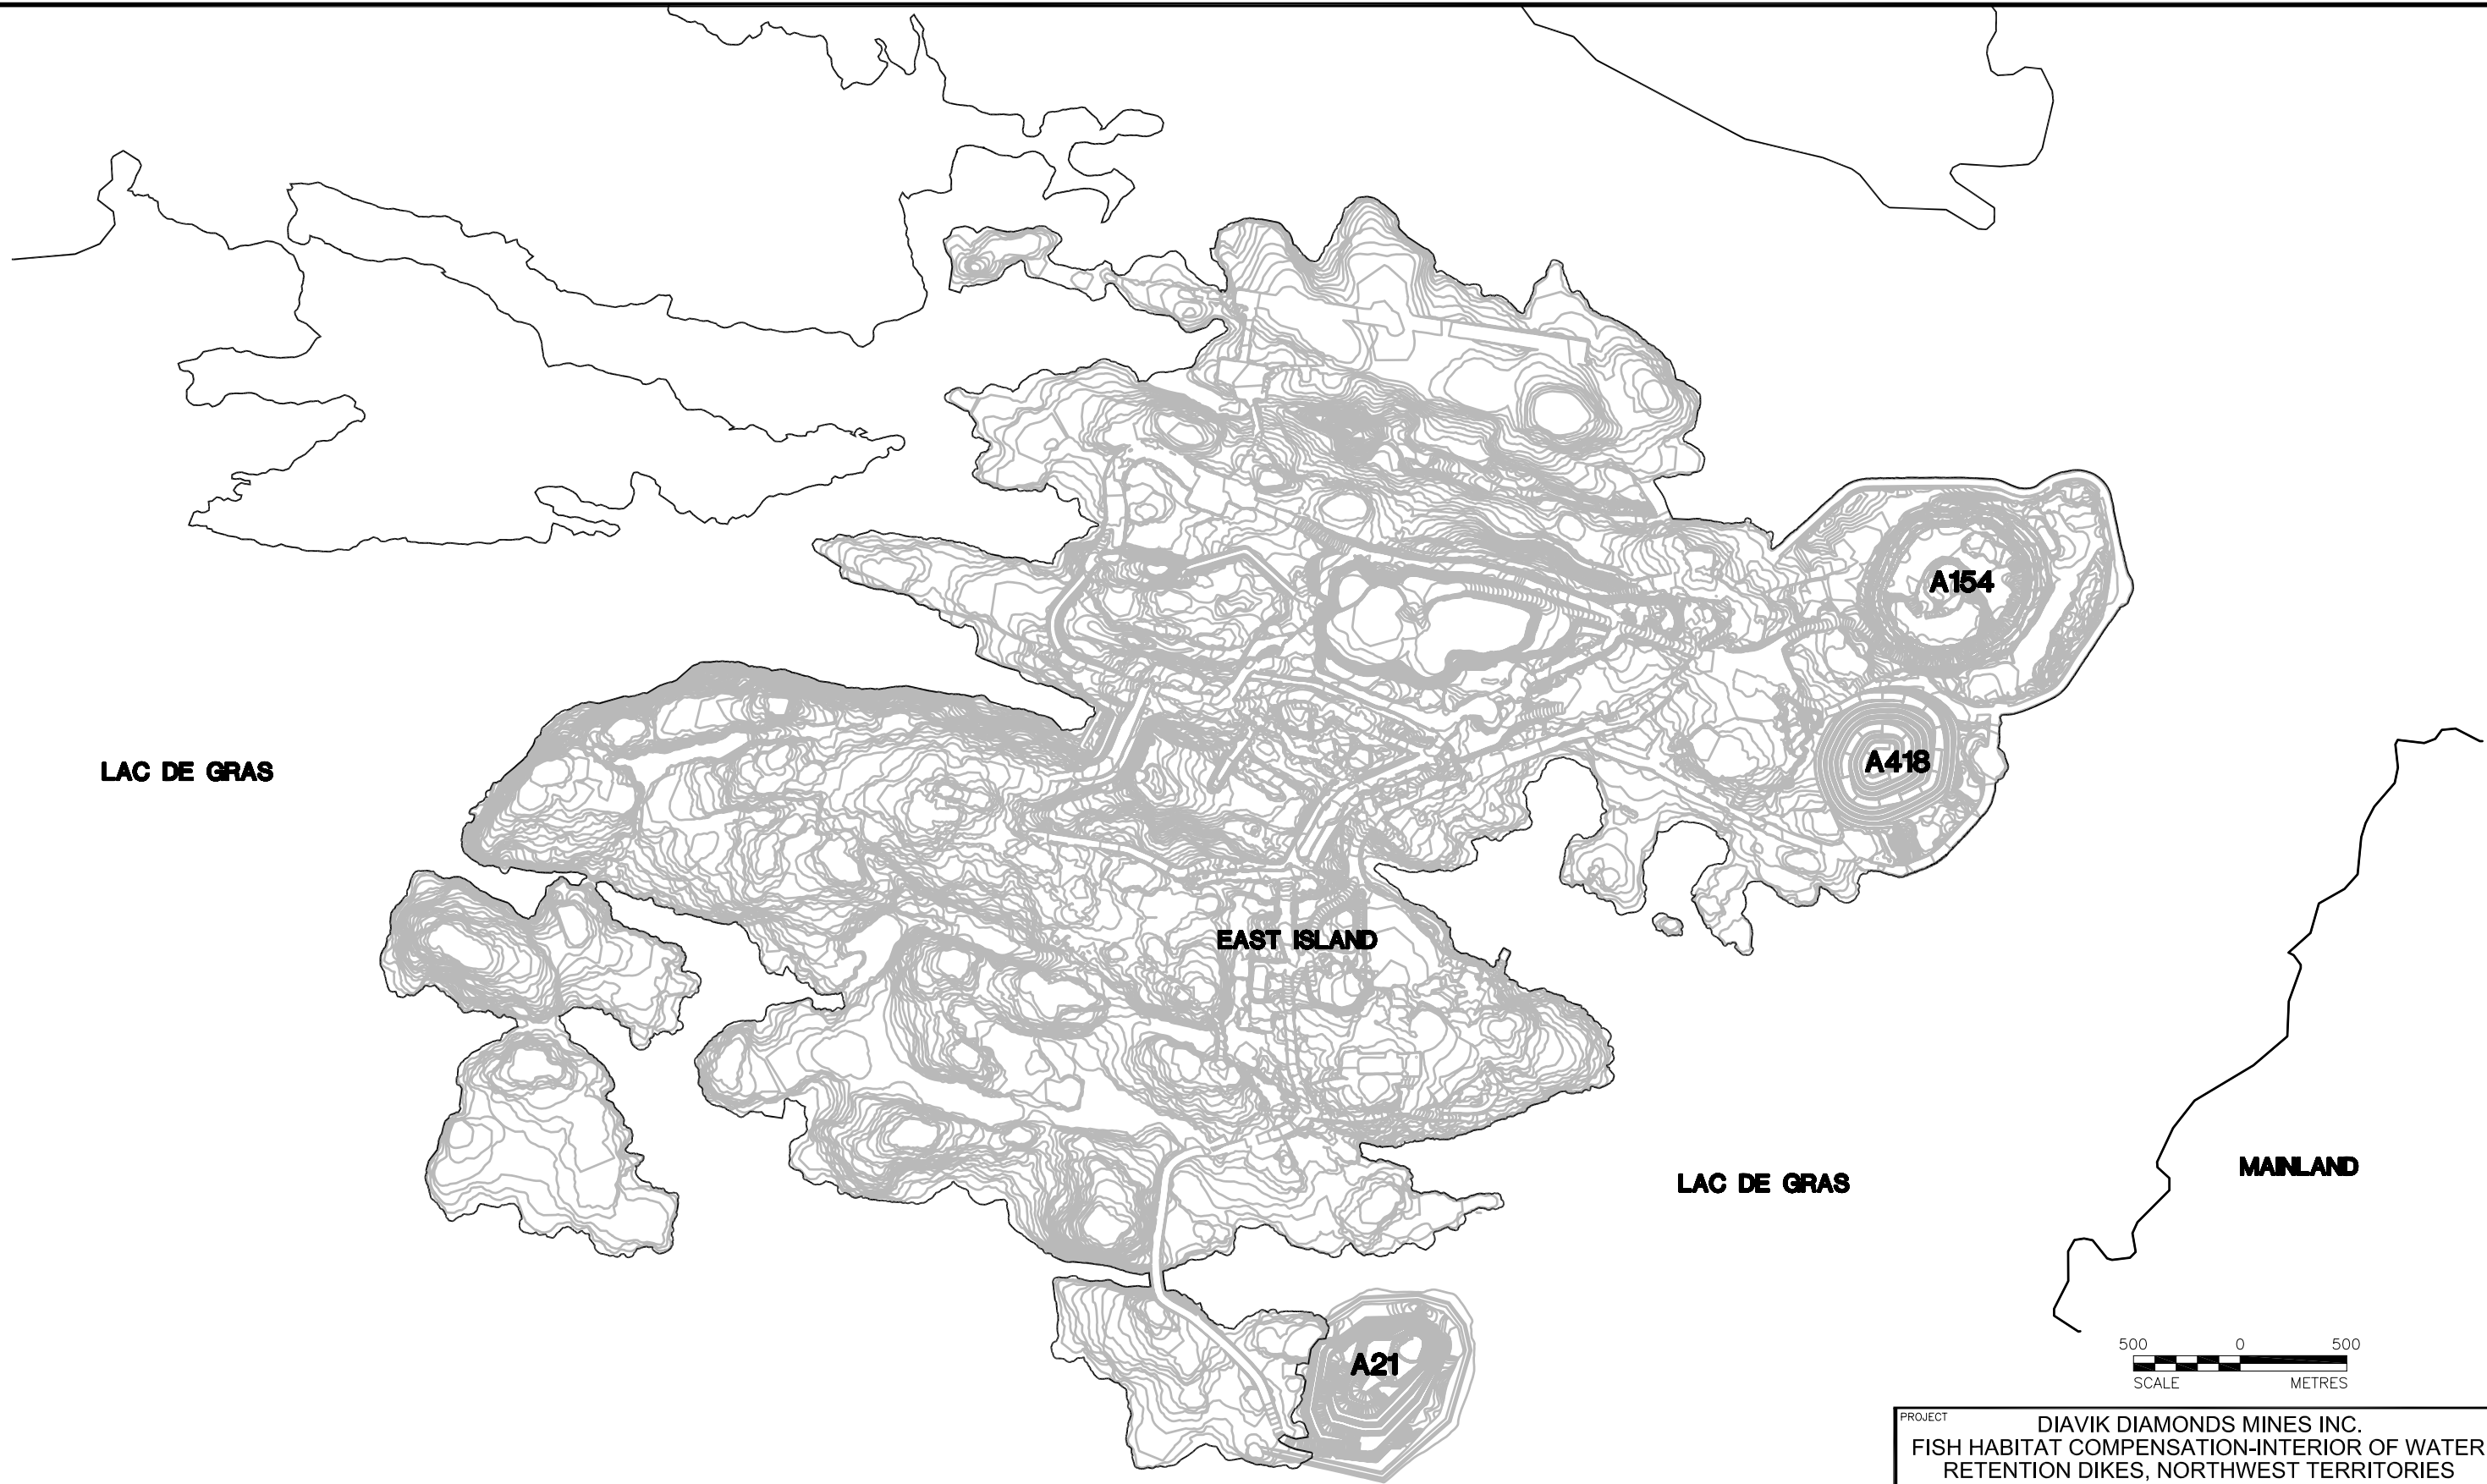 A154
A418
LAC DE GRAS
EAST ISLAND
MAINLAND
LAC DE GRAS
A21
500 0 500
SCALE METRES
PROJECT
DIAVIK DIAMONDS MINES INC.
FISH HABITAT COMPENSATION-INTERIOR OF WATER
RETENTION DIKES, NORTHWEST TERRITORIES